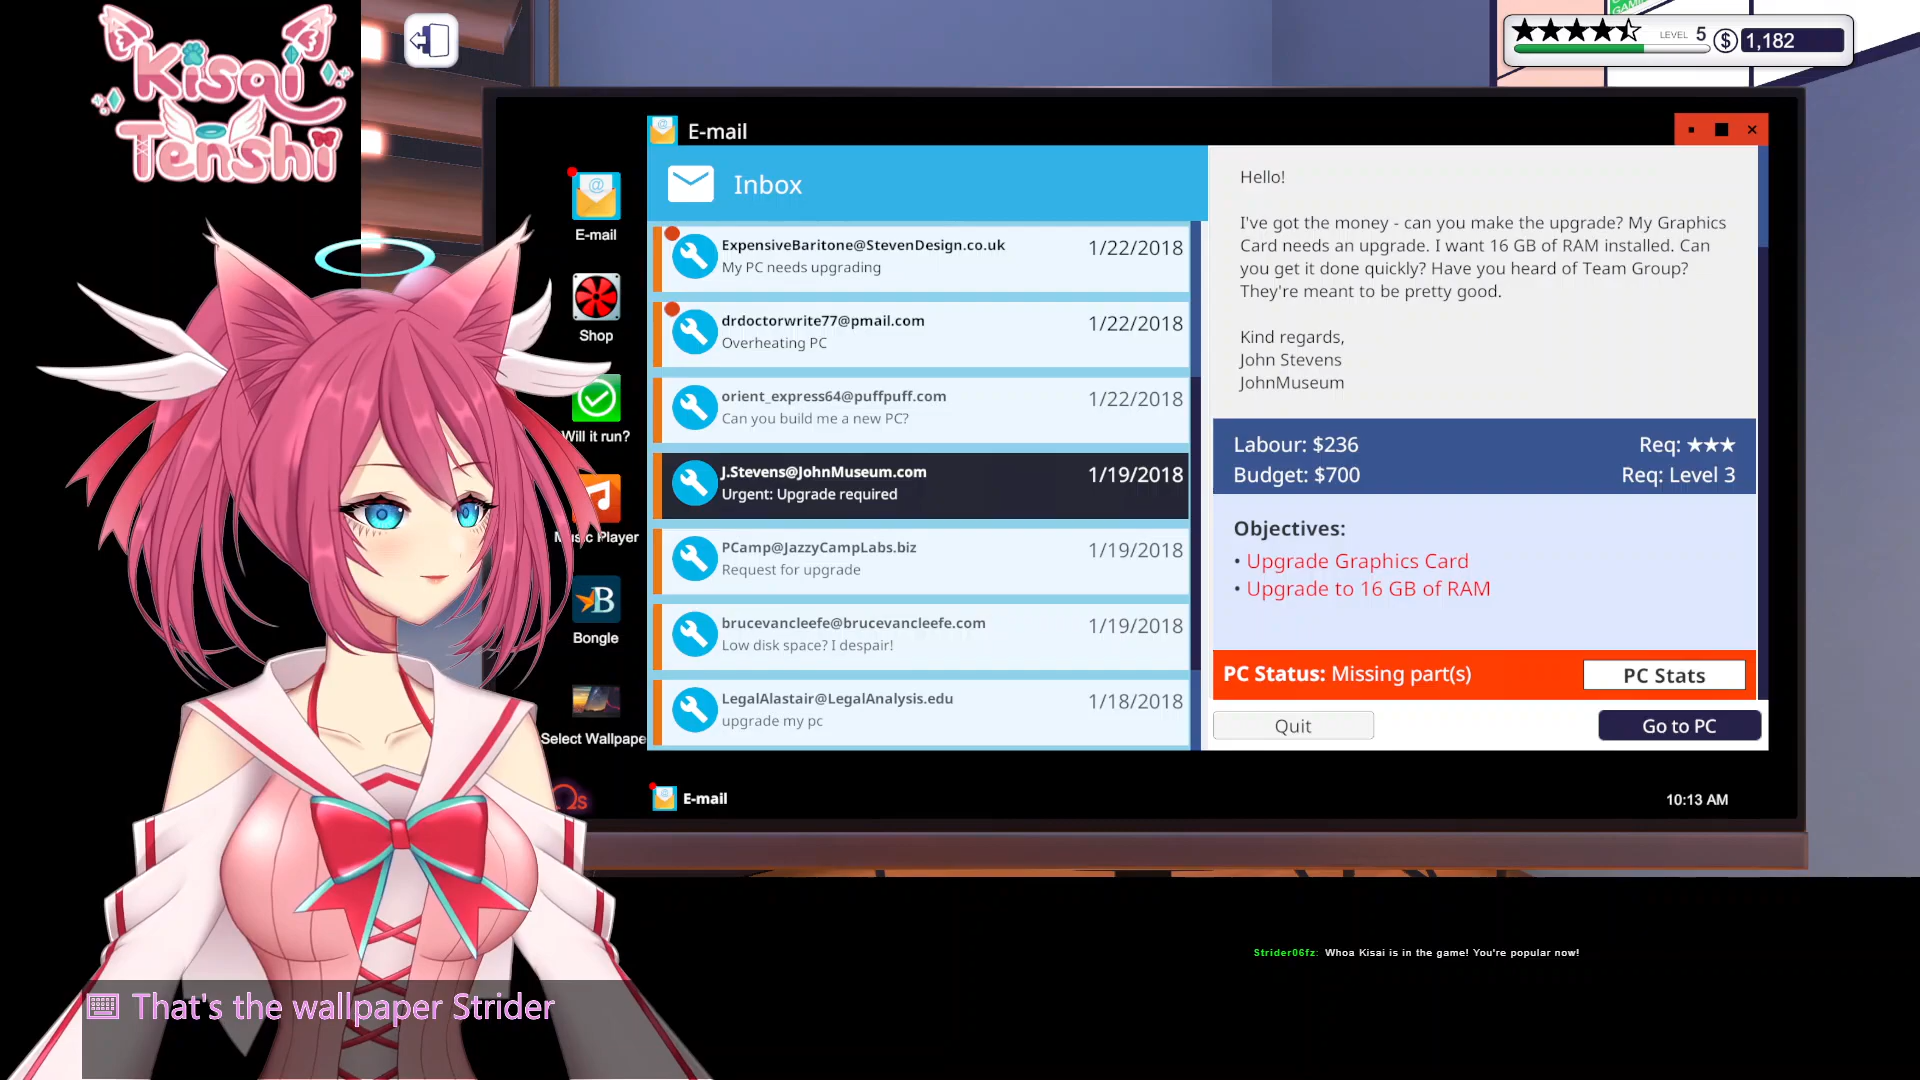 Kisai
Tenshi
LEVEL 5 $ 1,182
E-mail
Inbox
E-mail
Shop
Will it run?
Music Player
Bongle
Select Wallpape
ExpensiveBaritone@StevenDesign.co.uk 1/22/2018
My PC needs upgrading
drdoctorwrite77@pmail.com 1/22/2018
Overheating PC
orient_express64@puffpuff.com 1/22/2018
Can you build me a new PC?
J.Stevens@JohnMuseum.com 1/19/2018
Urgent: Upgrade required
PCamp@JazzyCampLabs.biz 1/19/2018
Request for upgrade
brucevancleefe@brucevancleefe.com 1/19/2018
Low disk space? I despair!
LegalAlastair@LegalAnalysis.edu 1/18/2018
upgrade my pc
Hello!
I've got the money - can you make the upgrade? My Graphics
Card needs an upgrade. I want 16 GB of RAM installed. Can
you get it done quickly? Have you heard of Team Group?
They're meant to be pretty good.
Kind regards,
John Stevens
JohnMuseum
Labour: $236 Req: ★★★
Budget: $700 Req: Level 3
Objectives:
• Upgrade Graphics Card
• Upgrade to 16 GB of RAM
PC Status: Missing part(s) PC Stats
Quit Go to PC
E-mail 10:13 AM
Strider06fz: Whoa Kisai is in the game! You're popular now!
That's the wallpaper Strider